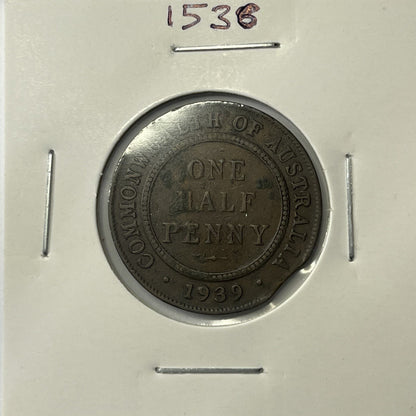 1536
COMMONWEALTH OF AUSTRALIA
ONE
HALF
PENNY
· 1939 ·